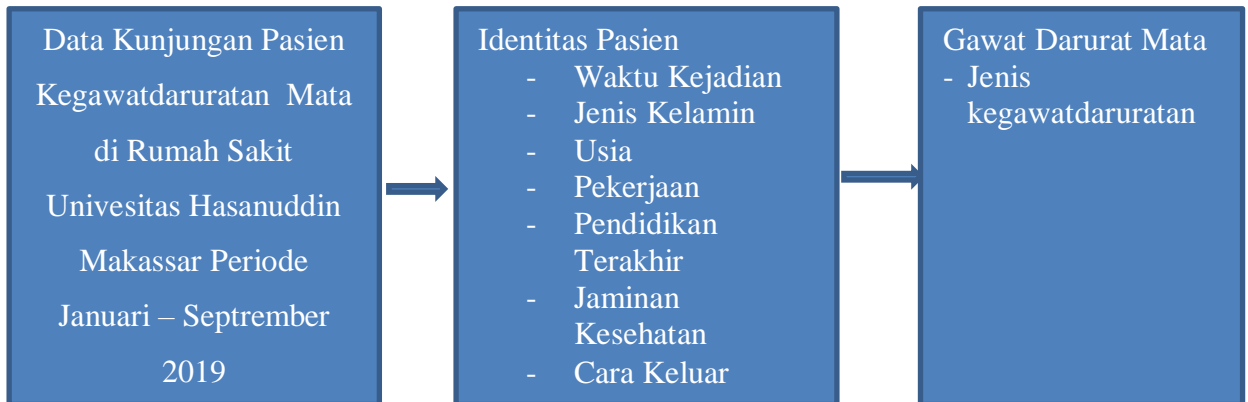 Data Kunjungan Pasien
Kegawatdaruratan Mata
di Rumah Sakit
Univesitas Hasanuddin
Makassar Periode
Januari – Septrember
2019
Identitas Pasien
- Waktu Kejadian
- Jenis Kelamin
- Usia
- Pekerjaan
- Pendidikan
Terakhir
- Jaminan
Kesehatan
- Cara Keluar
Gawat Darurat Mata
- Jenis
kegawatdaruratan